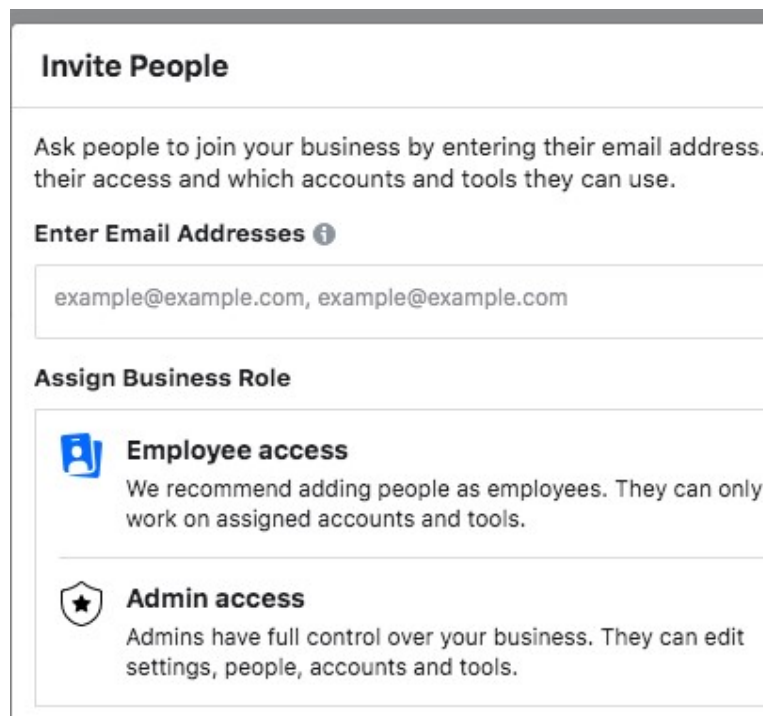 Invite People
Ask people to join your business by entering their email address.
their access and which accounts and tools they can use.
Enter Email Addresses
example@example.com, example@example.com
Assign Business Role
Employee access
We recommend adding people as employees. They can only
work on assigned accounts and tools.
Admin access
Admins have full control over your business. They can edit
settings, people, accounts and tools.